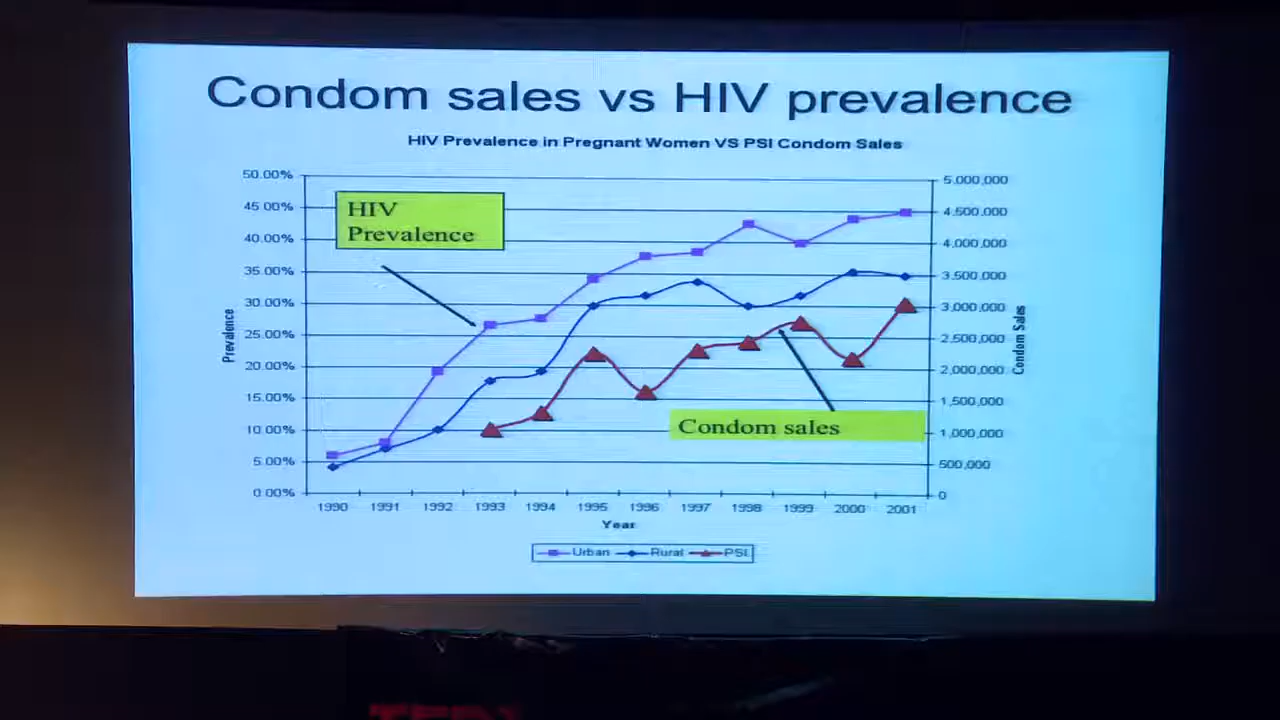 Condom sales vs HIV prevalence
HIV Prevalence in Pregnant Women VS PSI Condom Sales
50.00%
45.00%
40.00%
35.00%
30.00%
25.00%
20.00%
15.00%
10.00%
5.00%
0.00%
Prevalence
HIV
Prevalence
Condom sales
5,000,000
4,500,000
4,000,000
3,500,000
3,000,000
2,500,000
2,000,000
1,500,000
1,000,000
500,000
0
Condom Sales
1990 1991 1992 1993 1994 1995 1996 1997 1998 1999 2000 2001
Year
Urban Rural PSI